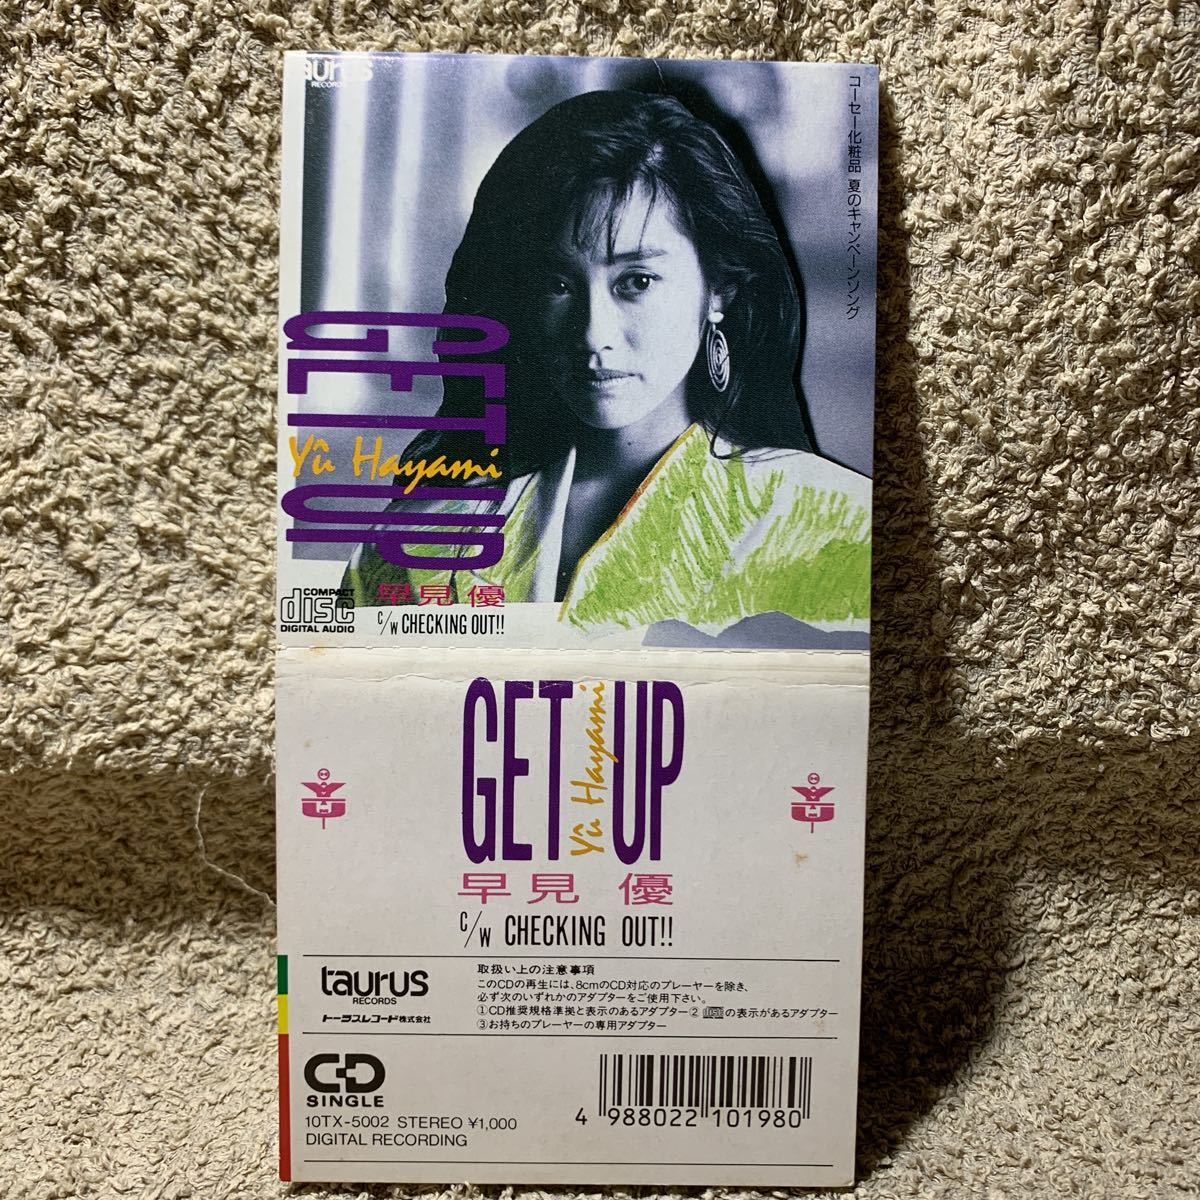 taurus
RECORDS
コーセー化粧品 夏のキャンペーンソング
GET UP
Yû Hayami
COMPACT
disc
DIGITAL AUDIO
早見 優
c/w CHECKING OUT!!
GET UP
Yû Hayami
早見 優
c/w CHECKING OUT!!
taurus
RECORDS
トーラスレコード株式会社
取扱い上の注意事項
このCDの再生には、8cmのCD対応のプレーヤーを除き、
必ず次のいずれかのアダプターをご使用下さい。
①CD推奨規格準拠と表示のあるアダプター②の表示があるアダプター
③お持ちのプレーヤーの専用アダプター
CD
SINGLE
10TX-5002 STEREO ¥1,000
DIGITAL RECORDING
4 988022 101980